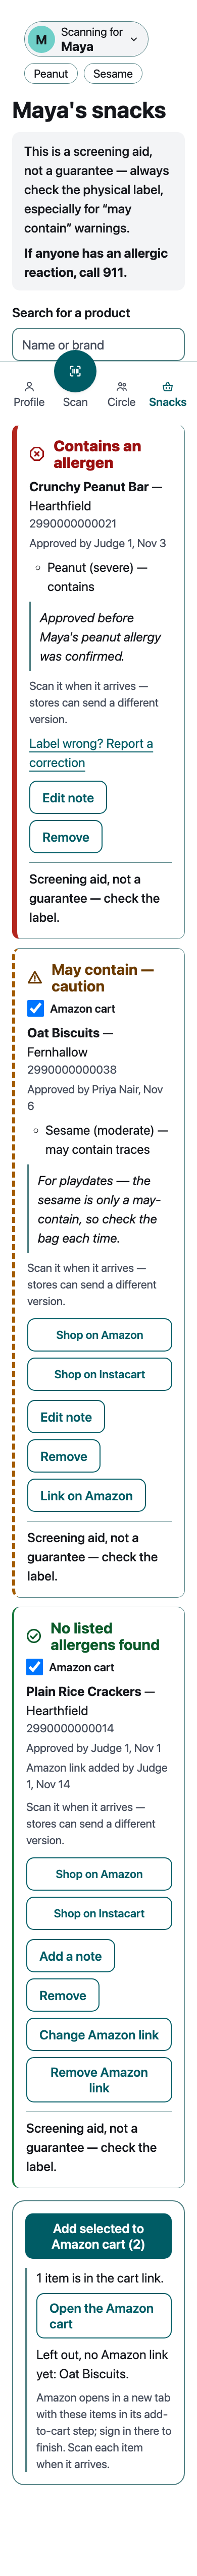 M
Scanning for
Maya
Peanut
Sesame
Maya's snacks
This is a screening aid,
not a guarantee — always
check the physical label,
especially for “may
contain” warnings.
If anyone has an allergic
reaction, call 911.
Search for a product
Name or brand
Profile
Scan
Circle
Snacks
Contains an
allergen
Crunchy Peanut Bar —
Hearthfield
2990000000021
Approved by Judge 1, Nov 3
Peanut (severe) —
contains
Approved before
Maya's peanut allergy
was confirmed.
Scan it when it arrives —
stores can send a different
version.
Label wrong? Report a
correction
Edit note
Remove
Screening aid, not a
guarantee — check the
label.
May contain —
caution
Amazon cart
Oat Biscuits —
Fernhallow
2990000000038
Approved by Priya Nair, Nov
6
Sesame (moderate) —
may contain traces
For playdates — the
sesame is only a may-
contain, so check the
bag each time.
Scan it when it arrives —
stores can send a different
version.
Shop on Amazon
Shop on Instacart
Edit note
Remove
Link on Amazon
Screening aid, not a
guarantee — check the
label.
No listed
allergens found
Amazon cart
Plain Rice Crackers —
Hearthfield
2990000000014
Approved by Judge 1, Nov 1
Amazon link added by Judge
1, Nov 14
Scan it when it arrives —
stores can send a different
version.
Shop on Amazon
Shop on Instacart
Add a note
Remove
Change Amazon link
Remove Amazon
link
Screening aid, not a
guarantee — check the
label.
Add selected to
Amazon cart (2)
1 item is in the cart link.
Open the Amazon
cart
Left out, no Amazon link
yet: Oat Biscuits.
Amazon opens in a new tab
with these items in its add-
to-cart step; sign in there to
finish. Scan each item
when it arrives.